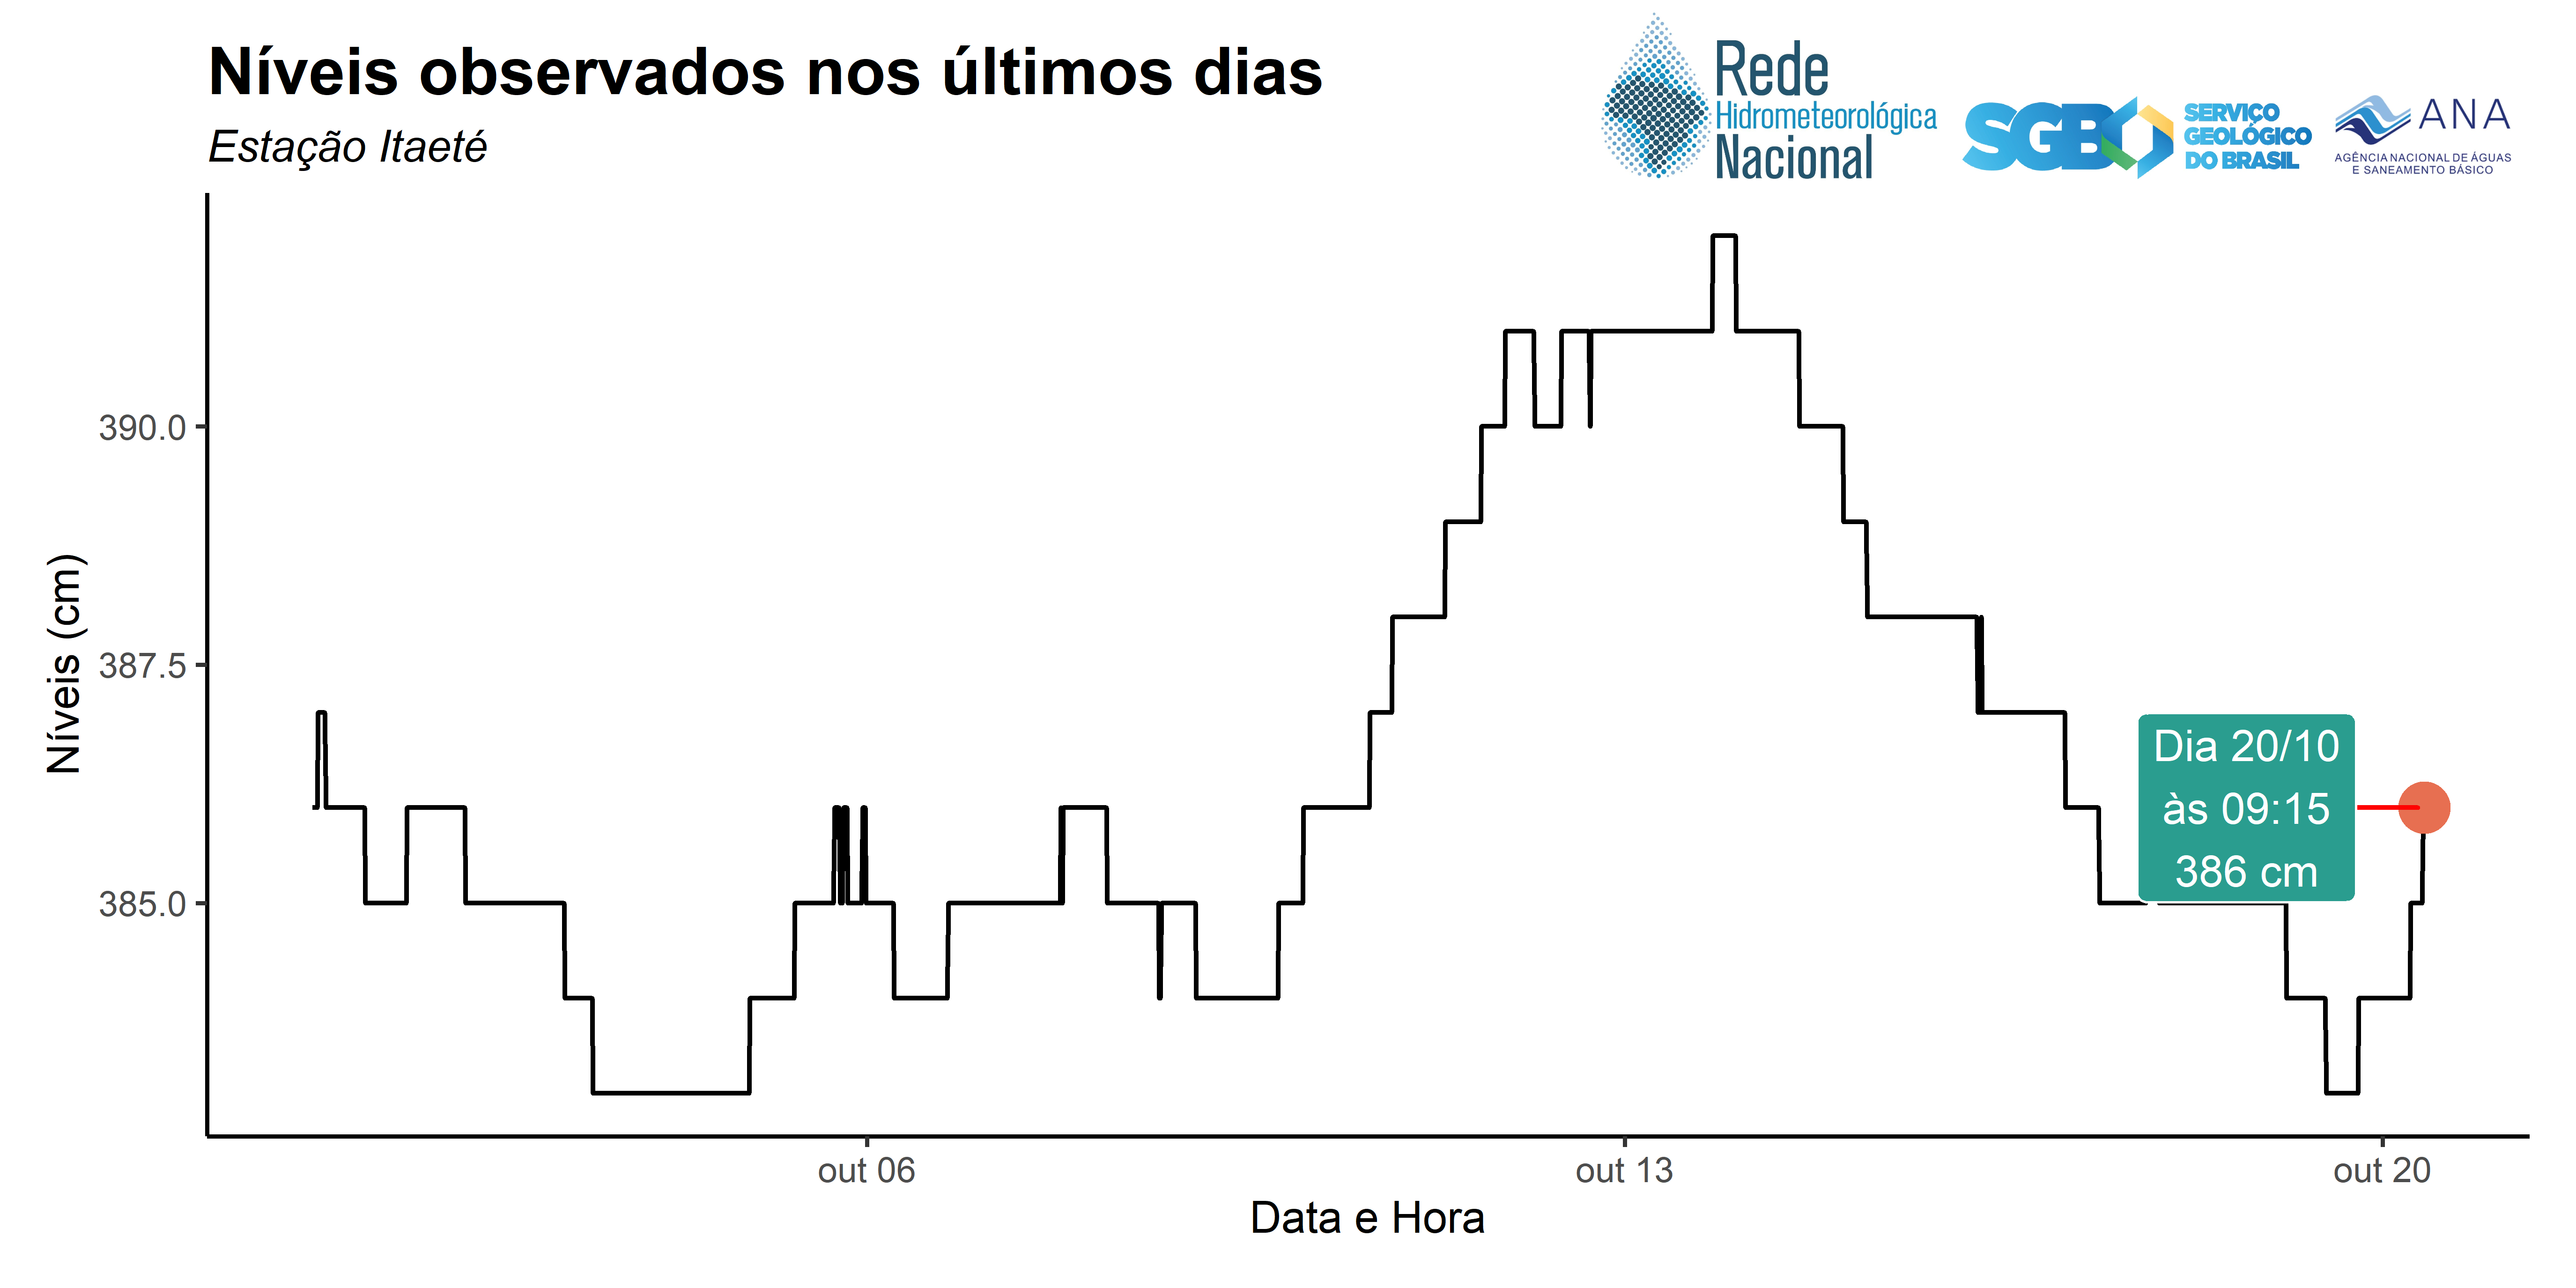 Níveis observados nos últimos dias
Estação Itaeté
Rede
Hidrometeorológica
Nacional
SGB
SERVIÇO
GEOLÓGICO
DO BRASIL
ANA
AGÊNCIA NACIONAL DE ÁGUAS
E SANEAMENTO BÁSICO
Níveis (cm)
390.0
387.5
385.0
Dia 20/10
às 09:15
386 cm
out 06
out 13
out 20
Data e Hora